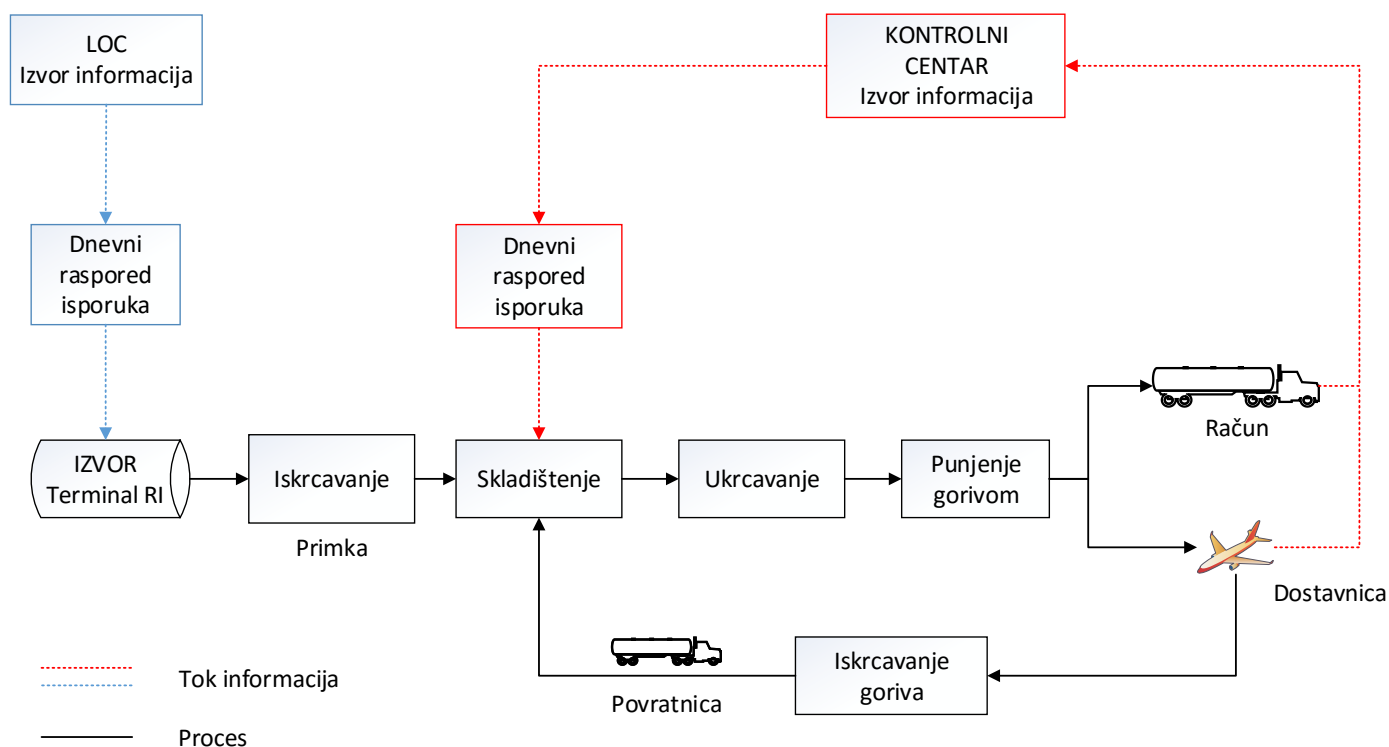 LOC
Izvor informacija
KONTROLNI
CENTAR
Izvor informacija
Dnevni
raspored
isporuka
Dnevni
raspored
isporuka
IZVOR
Terminal RI
Iskrcavanje
Primka
Skladištenje
Ukrcavanje
Punjenje
gorivom
Račun
Dostavnica
Iskrcavanje
goriva
Povratnica
Tok informacija
Proces